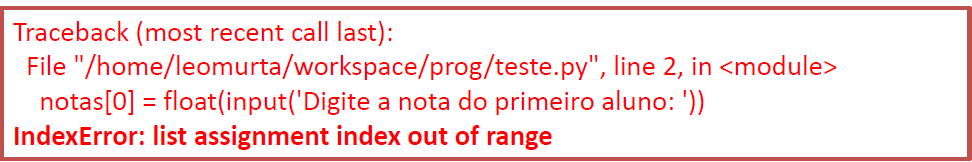 Traceback (most recent call last):
File "/home/leomurta/workspace/prog/teste.py", line 2, in <module>
notas[0] = float(input('Digite a nota do primeiro aluno: '))
IndexError: list assignment index out of range